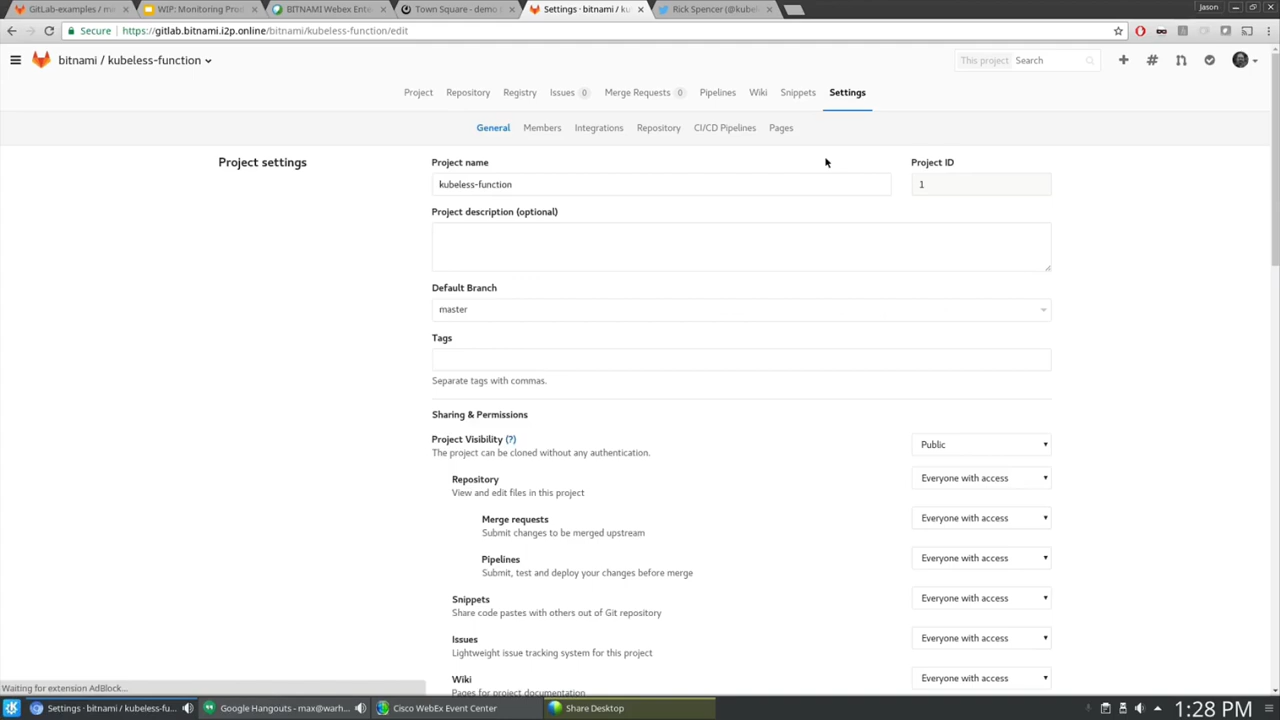 Jason
GitLab-examples / m
WIP: Monitoring Proc
BITNAMI Webex Ente
Town Square - demo
Settings · bitnami / ku
Rick Spencer (@kubel
Secure https://gitlab.bitnami.i2p.online/bitnami/kubeless-function/edit
bitnami / kubeless-function
This project Search
Project Repository Registry Issues 0 Merge Requests 0 Pipelines Wiki Snippets Settings
General Members Integrations Repository CI/CD Pipelines Pages
Project settings
Project name
kubeless-function
Project ID
1
Project description (optional)
Default Branch
master
Tags
Separate tags with commas.
Sharing & Permissions
Project Visibility (?)
The project can be cloned without any authentication.
Public
Repository
View and edit files in this project
Everyone with access
Merge requests
Submit changes to be merged upstream
Everyone with access
Pipelines
Submit, test and deploy your changes before merge
Everyone with access
Snippets
Share code pastes with others out of Git repository
Everyone with access
Issues
Lightweight issue tracking system for this project
Everyone with access
Wiki
Pages for project documentation
Everyone with access
Waiting for extension AdBlock...
Settings · bitnami / kubeless-fu...
Google Hangouts - max@warh...
Cisco WebEx Event Center
Share Desktop
1:28 PM